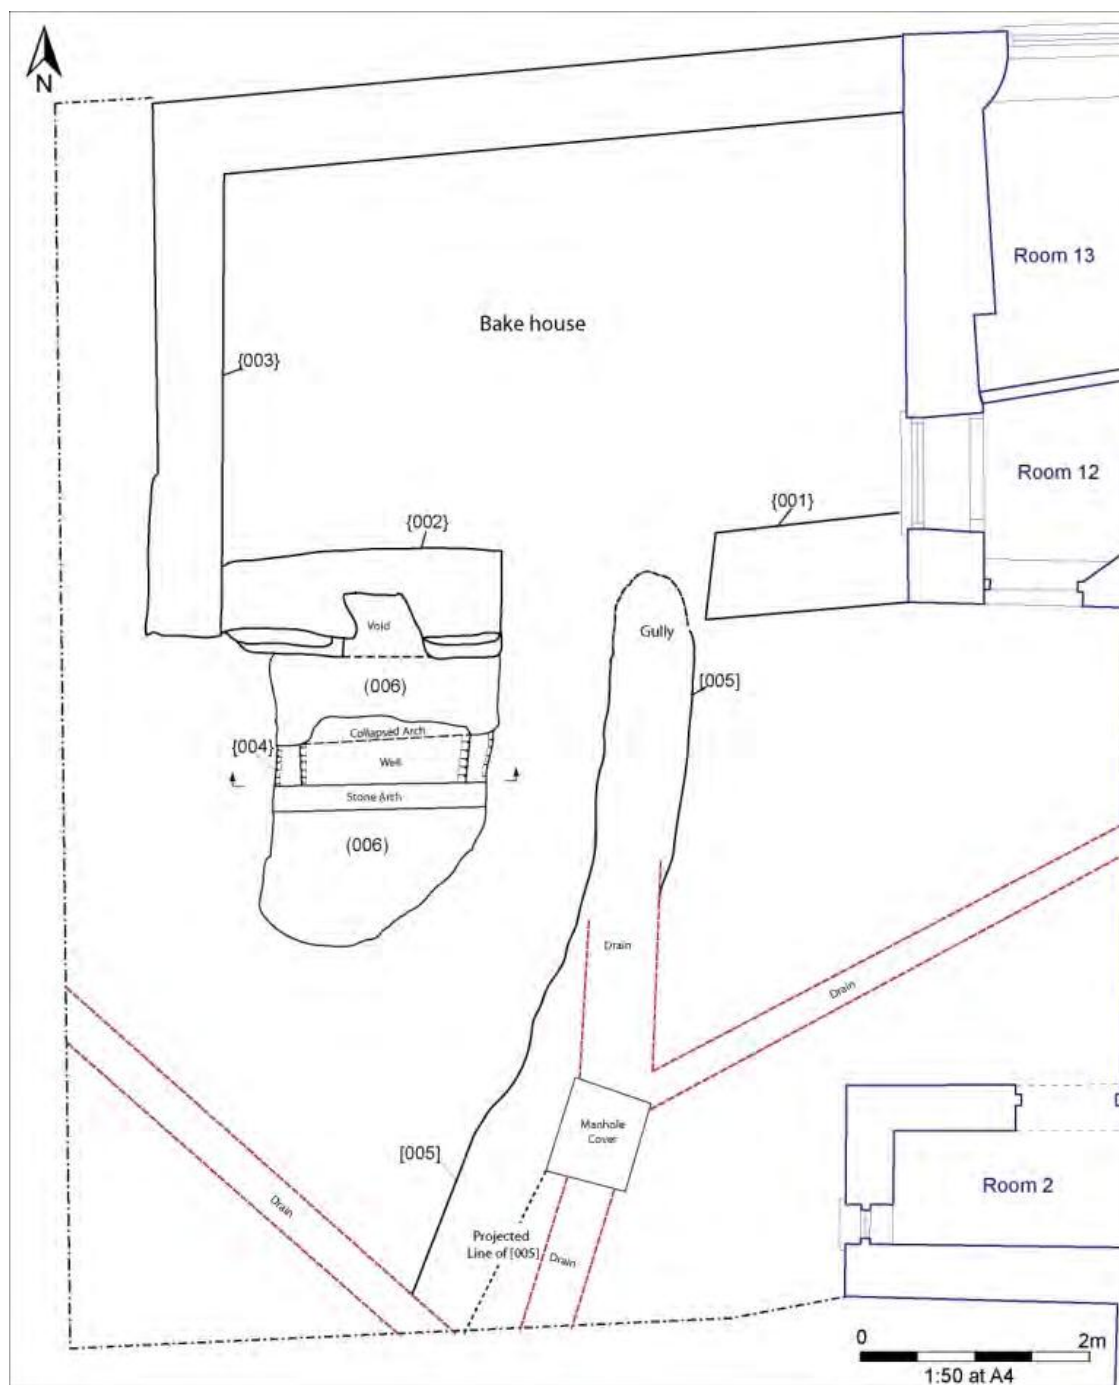 N
Room 13
Bake house
{003}
Room 12
{001}
{002}
Void
Gully
(006)
[005]
Collapsed Arch
{004}
Well
Stone Arch
(006)
Drain
Drain
Manhole
Cover
[005]
Room 2
Drain
Projected
Line of [005]
Drain
0
2m
1:50 at A4